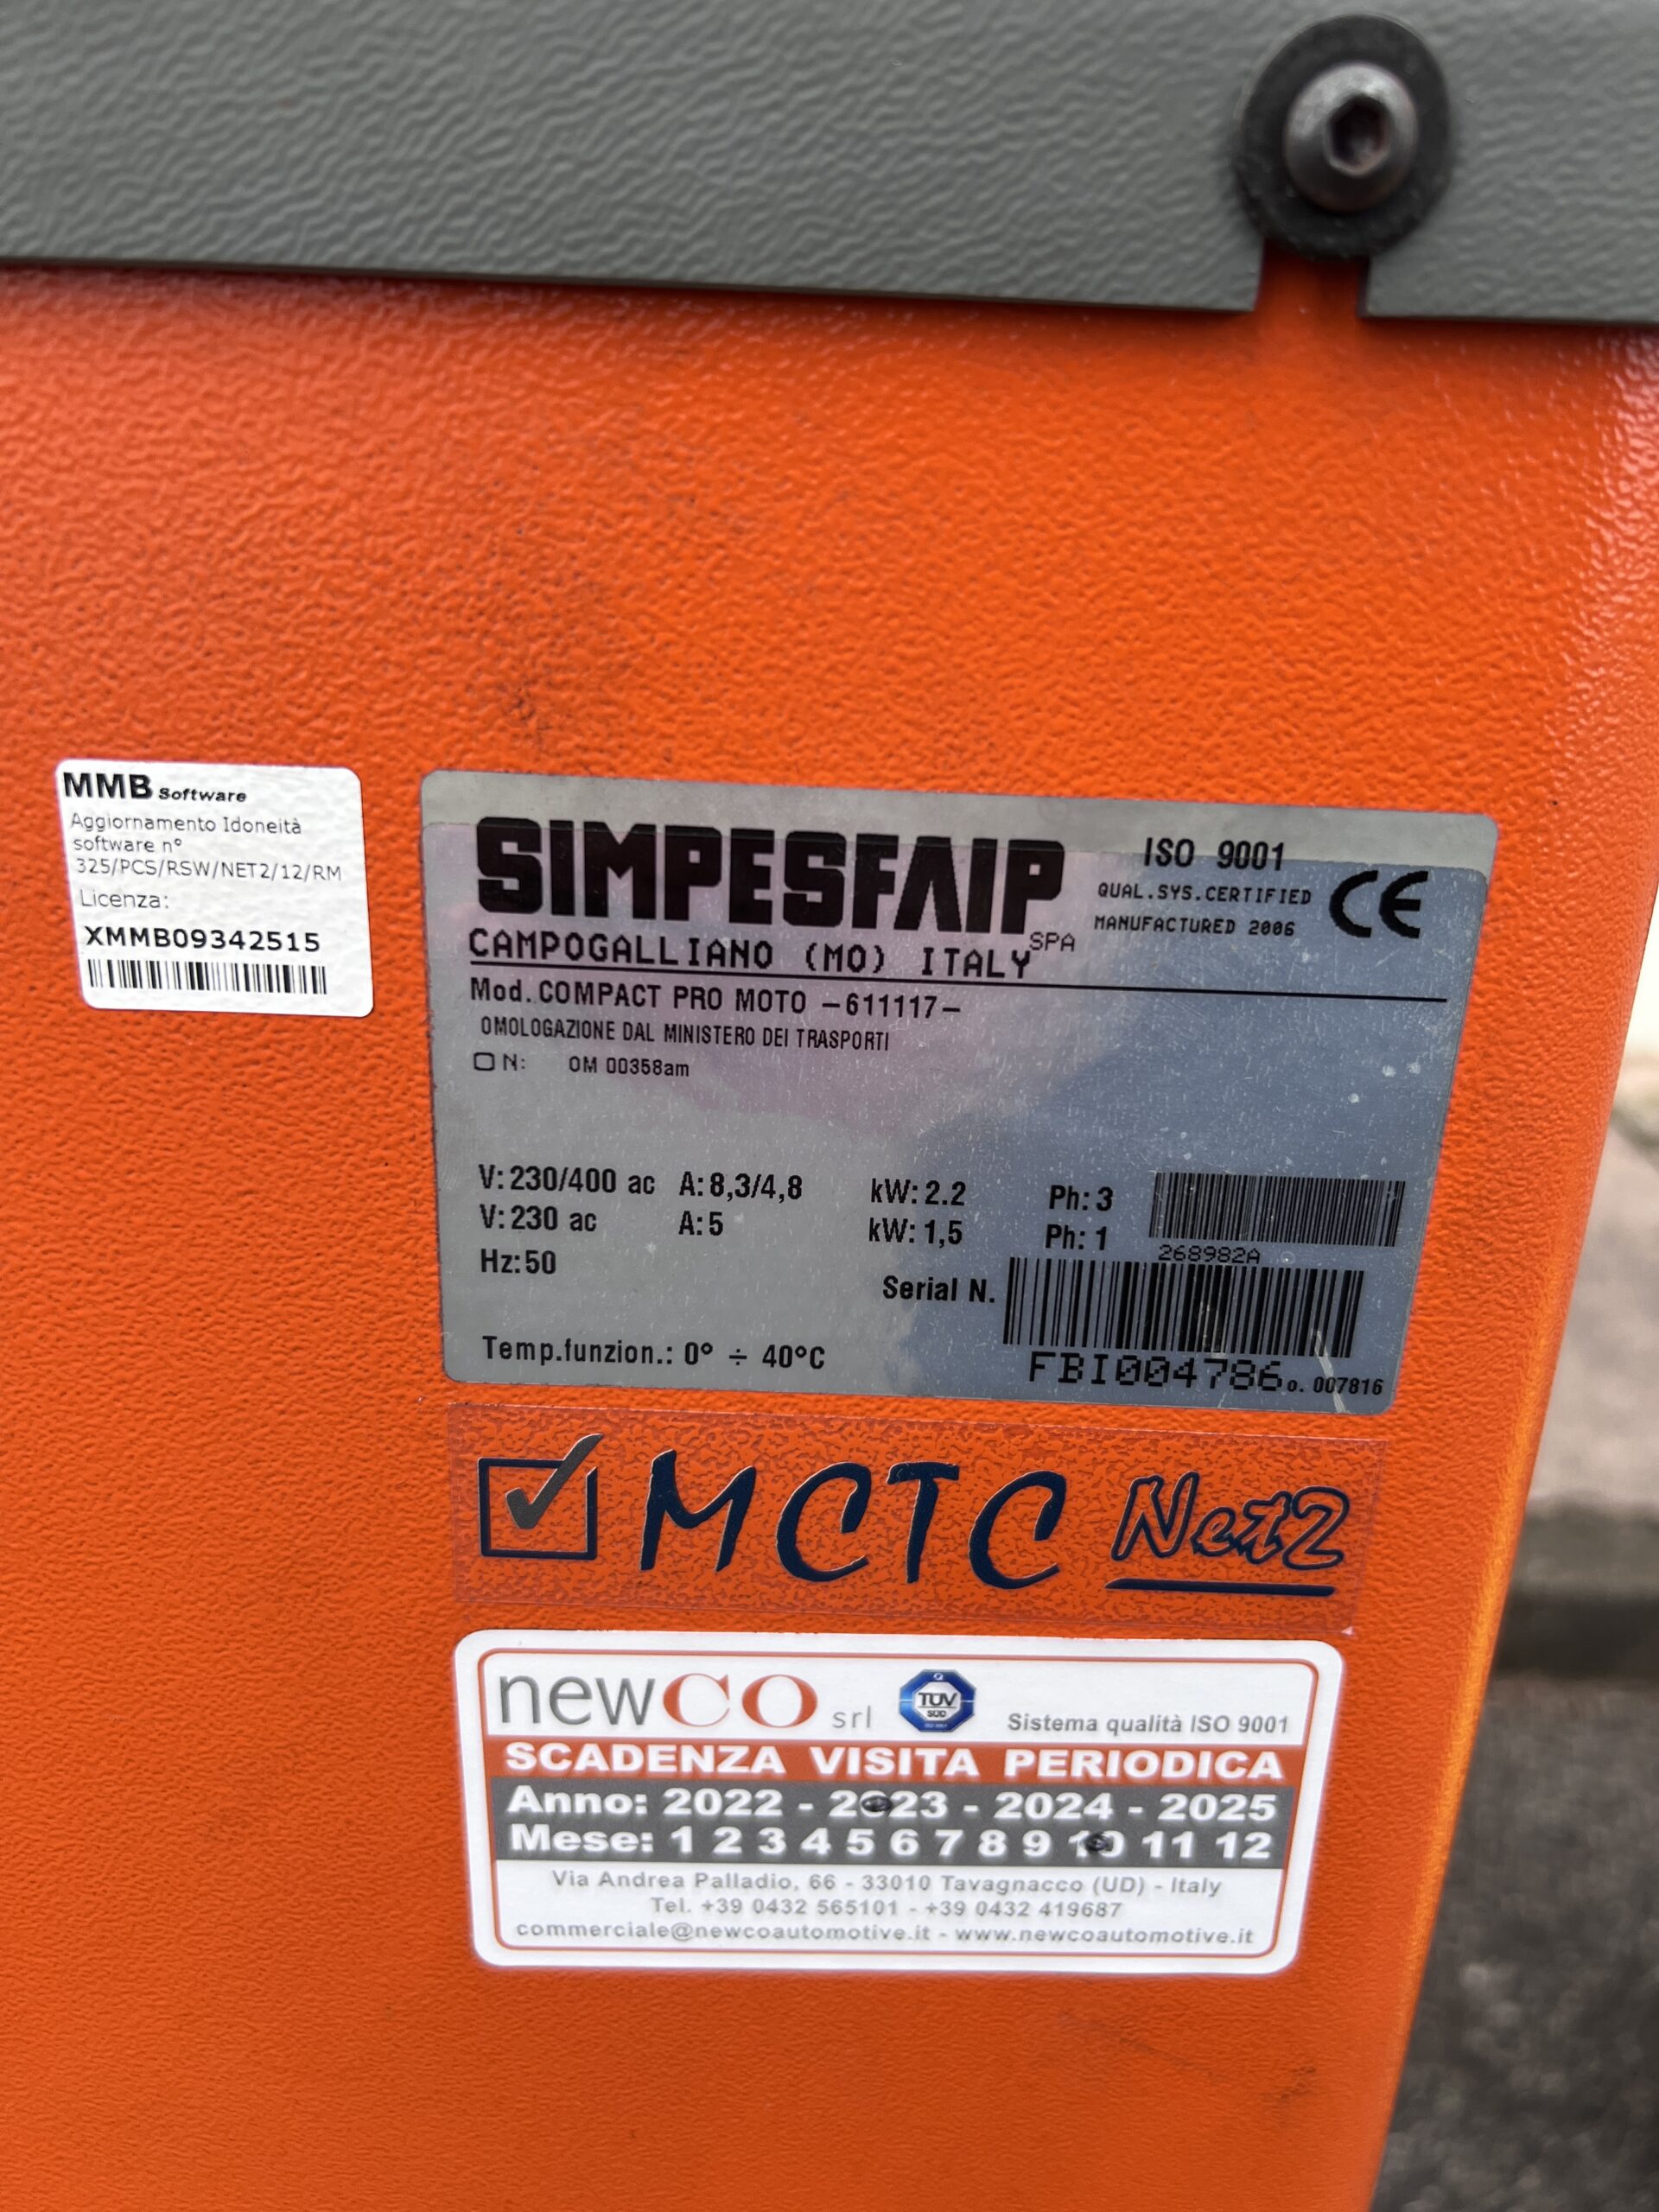 MMB Software
Aggiornamento Idoneità
software n°
325/PCS/RSW/NET2/12/RM
Licenza:
XMMB09342515
SIMPESFAIP SPA
CAMPOGALLIANO (MO) ITALY
ISO 9001
QUAL.SYS.CERTIFIED
MANUFACTURED 2006
CE
Mod. COMPACT PRO MOTO -611117-
OMOLOGAZIONE DAL MINISTERO DEI TRASPORTI
N: OM 00358am
V: 230/400 ac A: 8,3/4,8 kW: 2.2 Ph: 3
V: 230 ac A: 5 kW: 1,5 Ph: 1
268982A
Hz: 50
Serial N.
FBI004786 o. 007816
Temp.funzion.: 0° ÷ 40°C
MCTC Net2
newCO srl
TÜV
SÜD
Sistema qualità ISO 9001
SCADENZA VISITA PERIODICA
Anno: 2022 - 2023 - 2024 - 2025
Mese: 1 2 3 4 5 6 7 8 9 10 11 12
Via Andrea Palladio, 66 - 33010 Tavagnacco (UD) - Italy
Tel. +39 0432 565101 - +39 0432 419687
commerciale@newcoautomotive.it - www.newcoautomotive.it